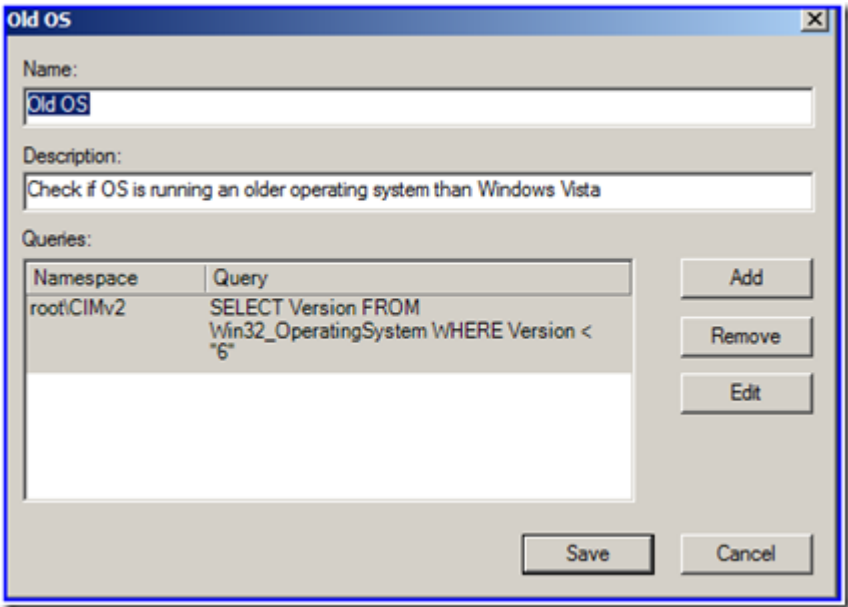 Old OS
Name:
Old OS
Description:
Check if OS is running an older operating system than Windows Vista
Queries:
Namespace Query
Add
root\CIMv2 SELECT Version FROM
Win32_OperatingSystem WHERE Version <
"6"
Remove
Edit
Save Cancel